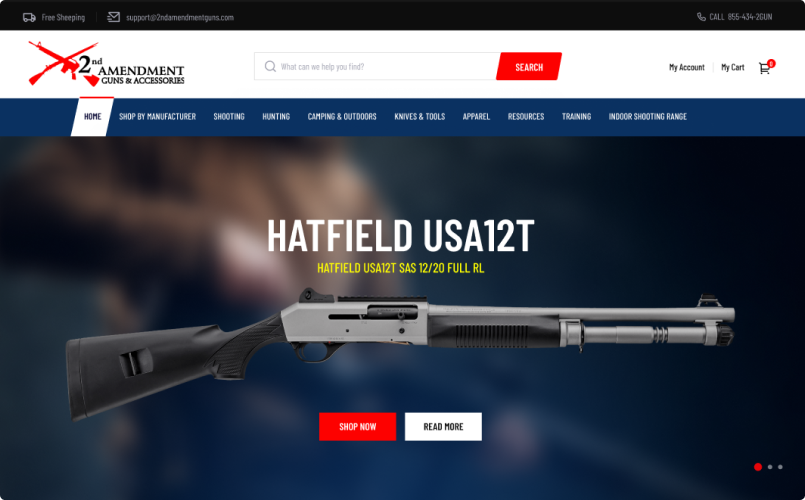 Free Sheeping
support@2ndamendmentguns.com
CALL 855-434-2GUN
2nd
AMENDMENT
GUNS & ACCESSORIES
What can we help you find?
SEARCH
My Account
My Cart
0
HOME
SHOP BY MANUFACTURER
SHOOTING
HUNTING
CAMPING & OUTDOORS
KNIVES & TOOLS
APPAREL
RESOURCES
TRAINING
INDOOR SHOOTING RANGE
HATFIELD USA12T
HATFIELD USA12T SAS 12/20 FULL RL
SHOP NOW
READ MORE